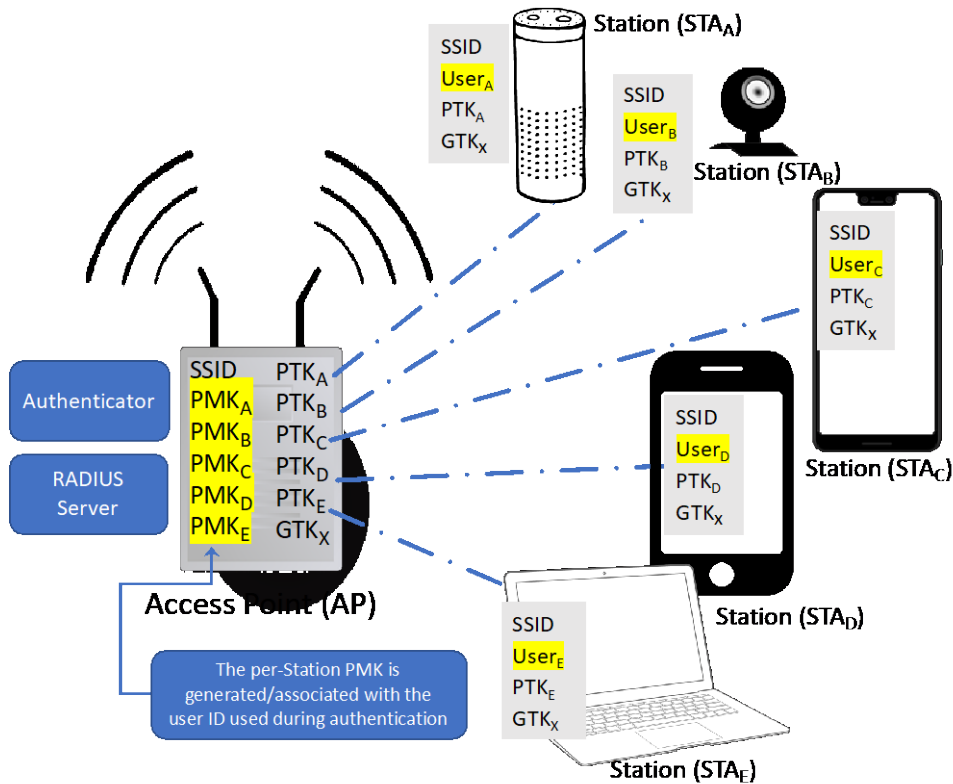 Station (STAA)
SSID
UserA
PTKA
GTKX
SSID
UserB
PTKB
GTKX
Station (STAB)
SSID
UserC
PTKC
GTKX
Station (STAC)
SSID
UserD
PTKD
GTKX
Station (STAD)
SSID
UserE
PTKE
GTKX
Station (STAE)
Authenticator
RADIUS
Server
SSID
PMKA
PMKB
PMKC
PMKD
PMKE
PTKA
PTKB
PTKC
PTKD
PTKE
GTKX
Access Point (AP)
The per-Station PMK is
generated/associated with the
user ID used during authentication